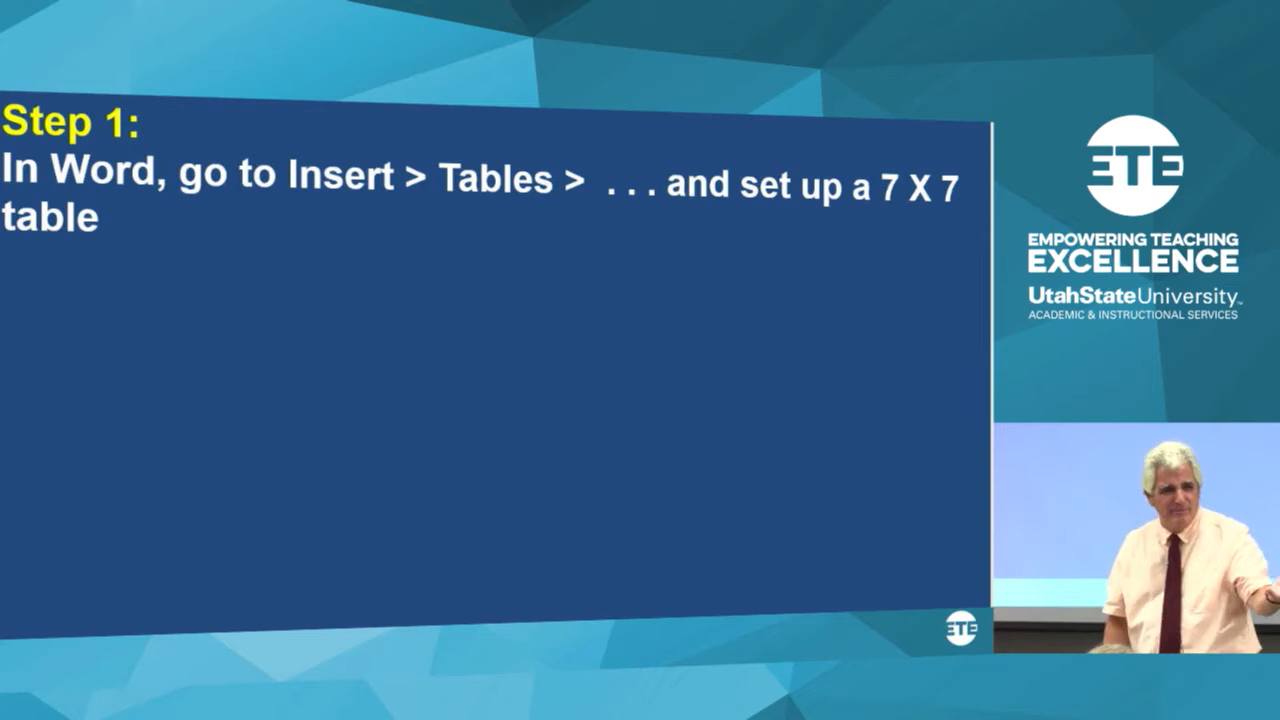 Step 1:
In Word, go to Insert > Tables > . . . and set up a 7 X 7
table
ETE
EMPOWERING TEACHING
EXCELLENCE
UtahStateUniversity™
ACADEMIC & INSTRUCTIONAL SERVICES
ETE